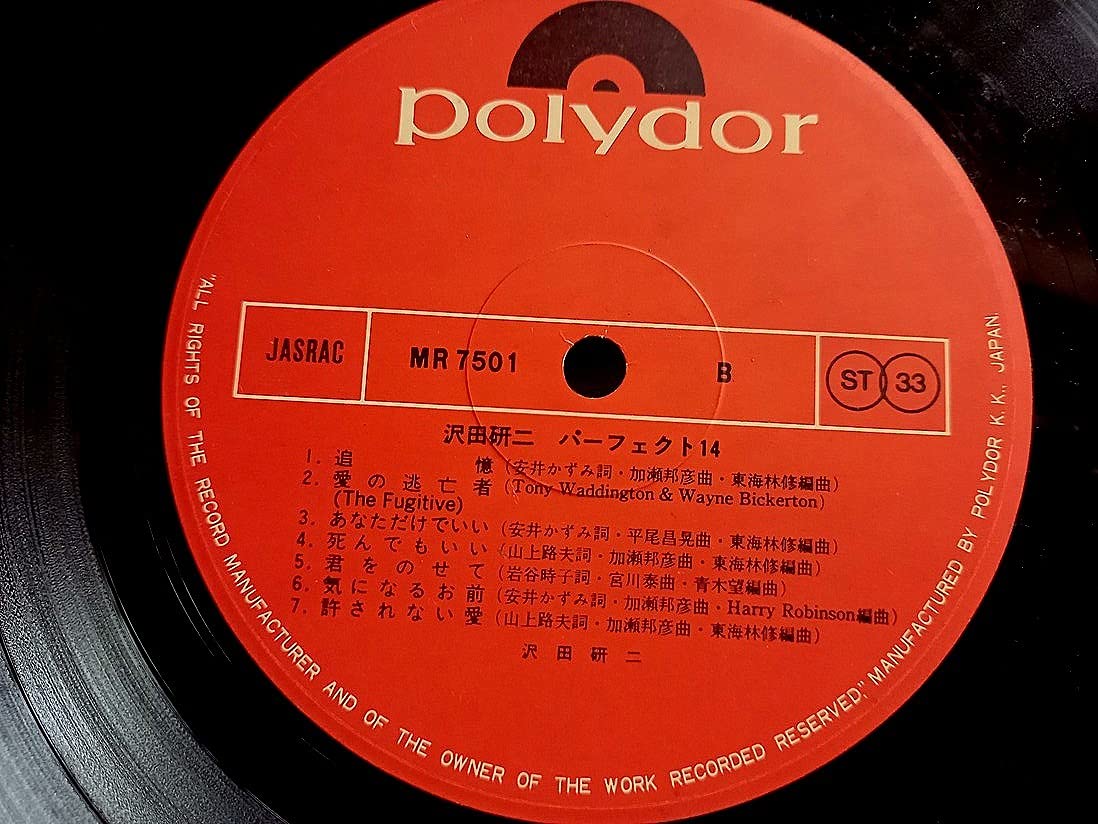 polydor
JASRAC MR 7501 B ST 33
沢田研二 パーフェクト14
1. 追憶 (安井かずみ詞・加瀬邦彦曲・東海林修編曲)
2. 愛の逃亡者 (Tony Waddington & Wayne Bickerton)
(The Fugitive)
3. あなただけでいい (安井かずみ詞・平尾昌晃曲・東海林修編曲)
4. 死んでもいい (山上路夫詞・加瀬邦彦曲・東海林修編曲)
5. 君をのせて (岩谷時子詞・宮川泰曲・青木望編曲)
6. 気になるお前 (安井かずみ詞・加瀬邦彦曲・Harry Robinson編曲)
7. 許されない愛 (山上路夫詞・加瀬邦彦曲・東海林修編曲)
沢田研二
"ALL RIGHTS OF THE RECORD MANUFACTURER AND OF THE OWNER OF THE WORK RECORDED RESERVED," MANUFACTURED BY POLYDOR K. K., JAPAN